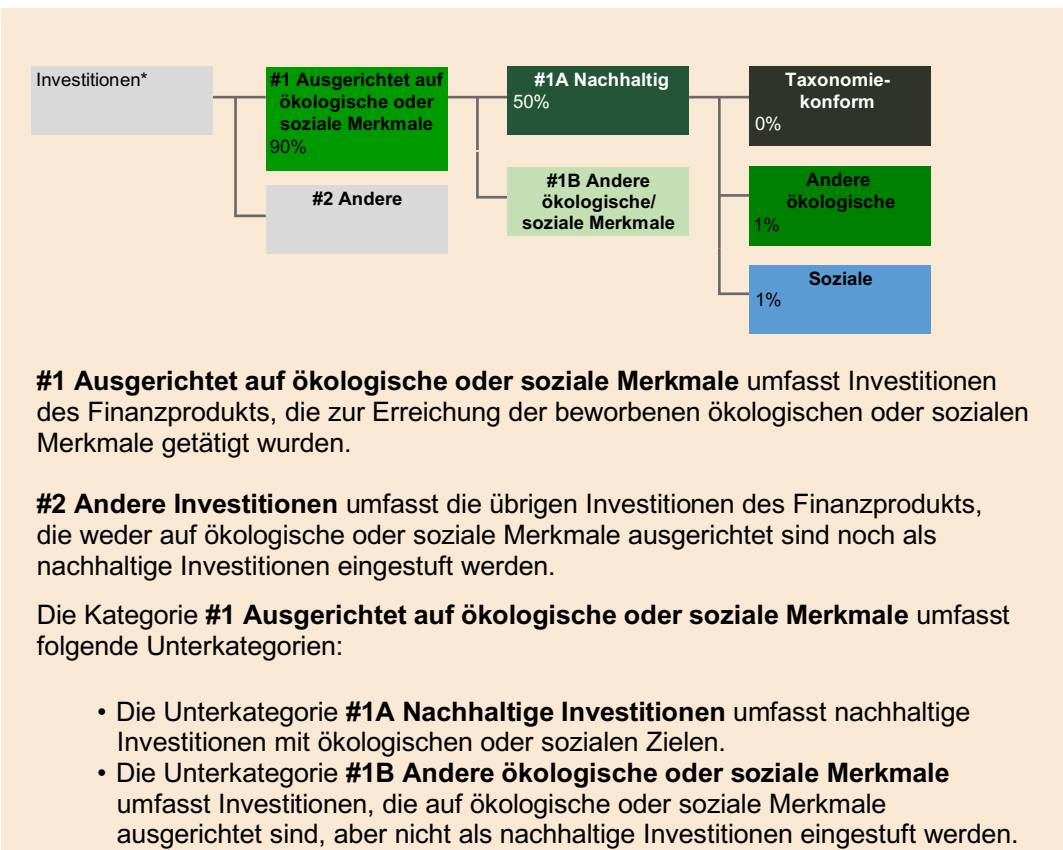 Investitionen*
#1 Ausgerichtet auf
ökologische oder
soziale Merkmale
90%
#2 Andere
#1A Nachhaltig
50%
#1B Andere
ökologische/
soziale Merkmale
Taxonomie-
konform
0%
Andere
ökologische
1%
Soziale
1%
#1 Ausgerichtet auf ökologische oder soziale Merkmale umfasst Investitionen
des Finanzprodukts, die zur Erreichung der beworbenen ökologischen oder sozialen
Merkmale getätigt wurden.
#2 Andere Investitionen umfasst die übrigen Investitionen des Finanzprodukts,
die weder auf ökologische oder soziale Merkmale ausgerichtet sind noch als
nachhaltige Investitionen eingestuft werden.
Die Kategorie #1 Ausgerichtet auf ökologische oder soziale Merkmale umfasst
folgende Unterkategorien:
• Die Unterkategorie #1A Nachhaltige Investitionen umfasst nachhaltige
Investitionen mit ökologischen oder sozialen Zielen.
• Die Unterkategorie #1B Andere ökologische oder soziale Merkmale
umfasst Investitionen, die auf ökologische oder soziale Merkmale
ausgerichtet sind, aber nicht als nachhaltige Investitionen eingestuft werden.